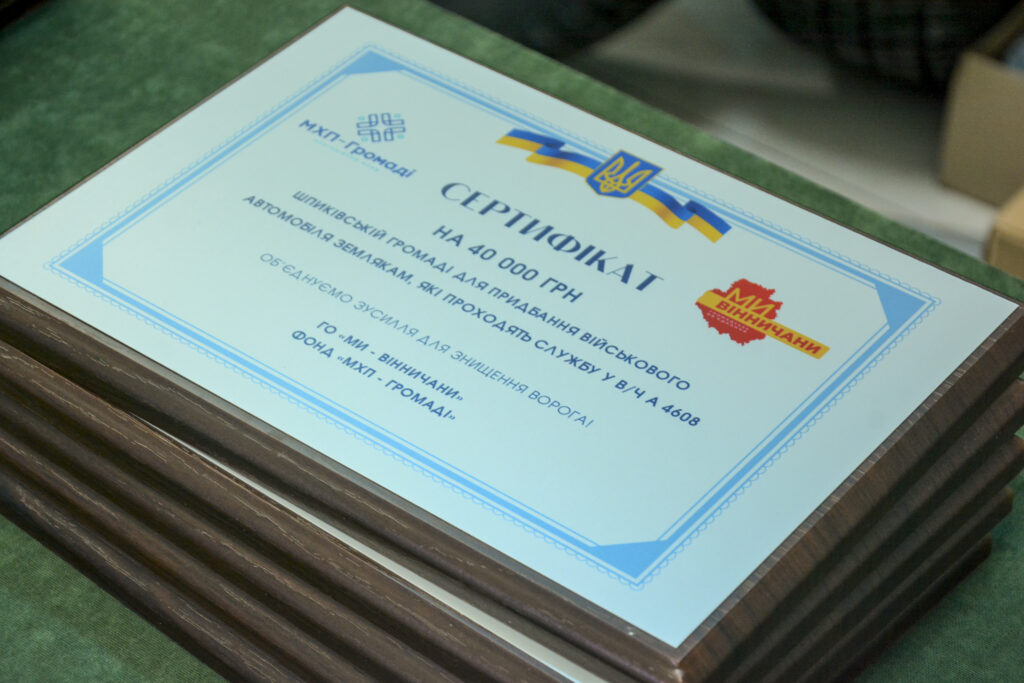 МХП-Громаді
СЕРТИФІКАТ
НА 40 000 ГРН
ШПИКІВСЬКІЙ ГРОМАДІ ДЛЯ ПРИДБАННЯ ВІЙСЬКОВОГО
АВТОМОБІЛЯ ЗЕМЛЯКАМ, ЯКІ ПРОХОДЯТЬ СЛУЖБУ У В/Ч А 4608
ОБ'ЄДНУЄМО ЗУСИЛЛЯ ДЛЯ ЗНИЩЕННЯ ВОРОГА!
ГО «МИ - ВІННИЧАНИ»
ФОНД «МХП - ГРОМАДІ»
МИ
ВІННИЧАНИ